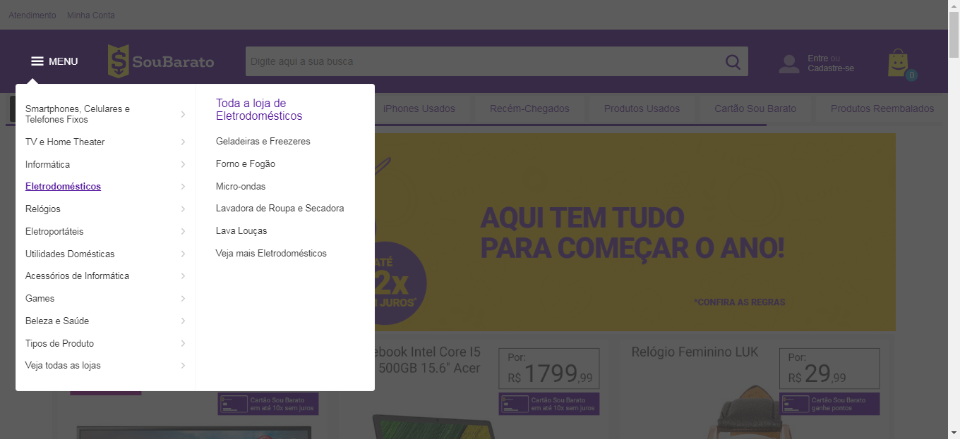 Atendimento Minha Conta
MENU
SouBarato
Digite aqui a sua busca
Entre ou
Cadastre-se
0
Smartphones, Celulares e
Telefones Fixos
TV e Home Theater
Informática
Eletrodomésticos
Relógios
Eletroportáteis
Utilidades Domésticas
Acessórios de Informática
Games
Beleza e Saúde
Tipos de Produto
Veja todas as lojas
Toda a loja de
Eletrodomésticos
Geladeiras e Freezeres
Forno e Fogão
Micro-ondas
Lavadora de Roupa e Secadora
Lava Louças
Veja mais Eletrodomésticos
iPhones Usados
Recém-Chegados
Produtos Usados
Cartão Sou Barato
Produtos Reembalados
AQUI TEM TUDO
PARA COMEÇAR O ANO!
ATÉ
2x
JUROS*
*CONFIRA AS REGRAS
Cartão Sou Barato
em até 10x sem juros
ebook Intel Core I5
500GB 15.6" Acer
Por:
R$ 1799,99
Cartão Sou Barato
em até 10x sem juros
Relógio Feminino LUK
Por:
R$ 29,99
Cartão Sou Barato
ganhe pontos